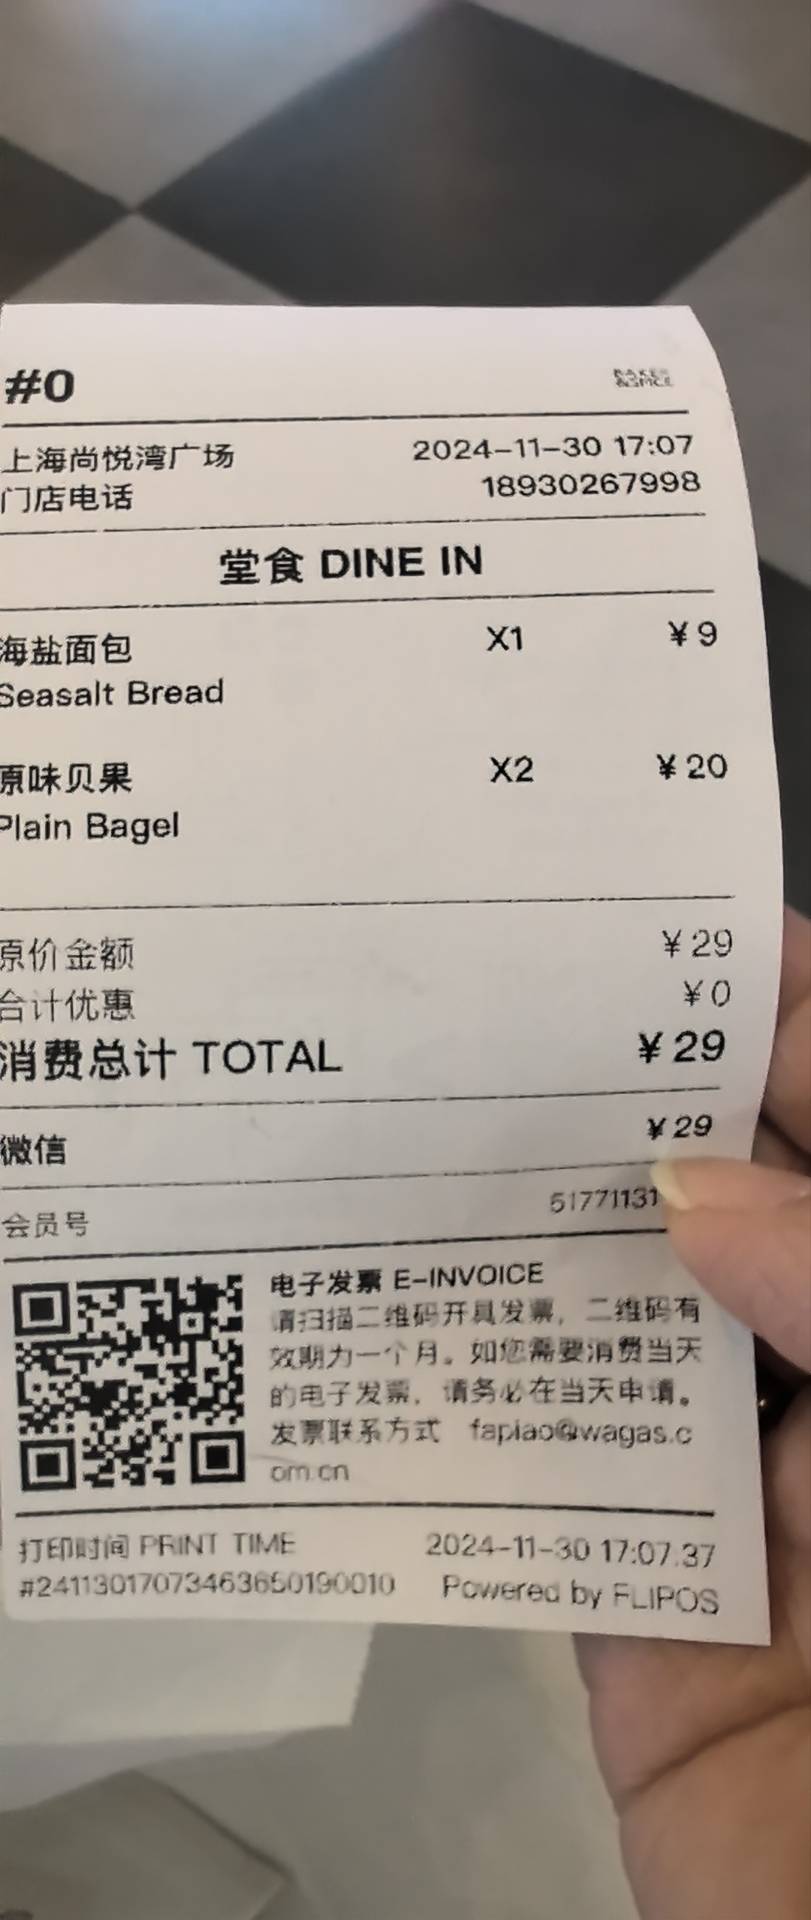 #0
BAKER
&SPICE
上海尚悦湾广场 2024-11-30 17:07
门店电话 18930267998
堂食 DINE IN
海盐面包 X1 ¥9
Seasalt Bread
原味贝果 X2 ¥20
Plain Bagel
原价金额 ¥29
合计优惠 ¥0
消费总计 TOTAL ¥29
微信 ¥29
会员号 51771131
电子发票 E-INVOICE
请扫描二维码开具发票，二维码有
效期为一个月。如您需要消费当天
的电子发票，请务必在当天申请。
发票联系方式 fapiao@wagas.c
om.cn
打印时间 PRINT TIME 2024-11-30 17:07:37
#24113017073463650190010 Powered by FLIPOS